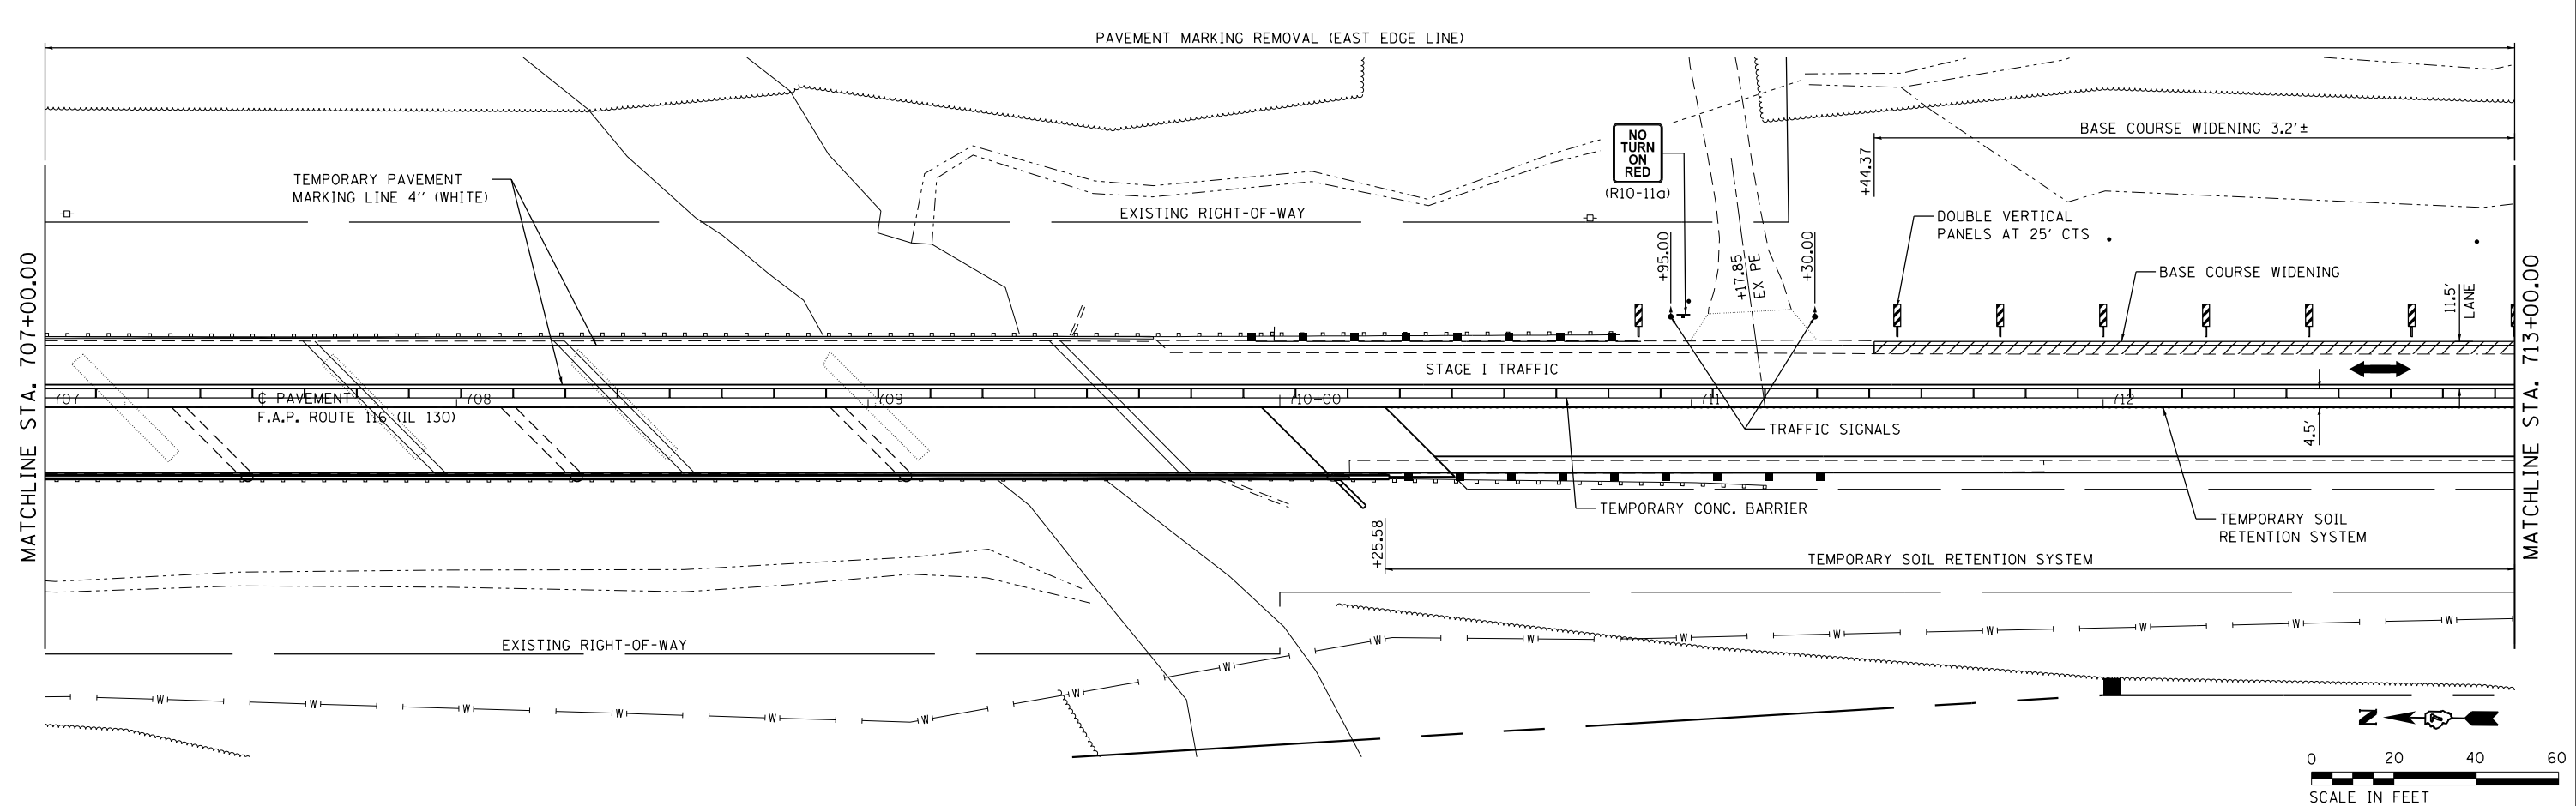 PAVEMENT MARKING REMOVAL (EAST EDGE LINE)
BASE COURSE WIDENING 3.2'±
+44.37
NO
TURN
ON
RED
(R10-11a)
TEMPORARY PAVEMENT
MARKING LINE 4'' (WHITE)
EXISTING RIGHT-OF-WAY
DOUBLE VERTICAL
PANELS AT 25' CTS
+95.00
+17.85
EX PE
+30.00
BASE COURSE WIDENING
11.5'
LANE
MATCHLINE STA. 707+00.00
MATCHLINE STA. 713+00.00
STAGE I TRAFFIC
707
℄ PAVEMENT
F.A.P. ROUTE 116 (IL 130)
708
709
710+00
711
712
TRAFFIC SIGNALS
4.5'
TEMPORARY CONC. BARRIER
TEMPORARY SOIL
RETENTION SYSTEM
+25.58
TEMPORARY SOIL RETENTION SYSTEM
EXISTING RIGHT-OF-WAY
W W W W W W W W W W W W W W W W
N
0 20 40 60
SCALE IN FEET